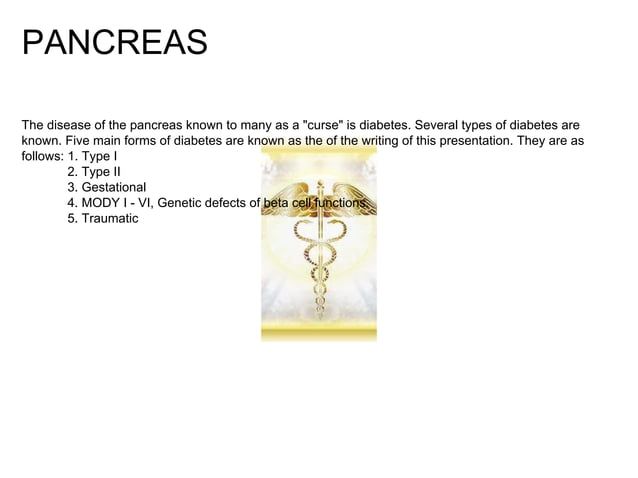 PANCREAS
The disease of the pancreas known to many as a "curse" is diabetes. Several types of diabetes are
known. Five main forms of diabetes are known as the of the writing of this presentation. They are as
follows: 1. Type I
2. Type II
3. Gestational
4. MODY I - VI, Genetic defects of beta cell functions.
5. Traumatic